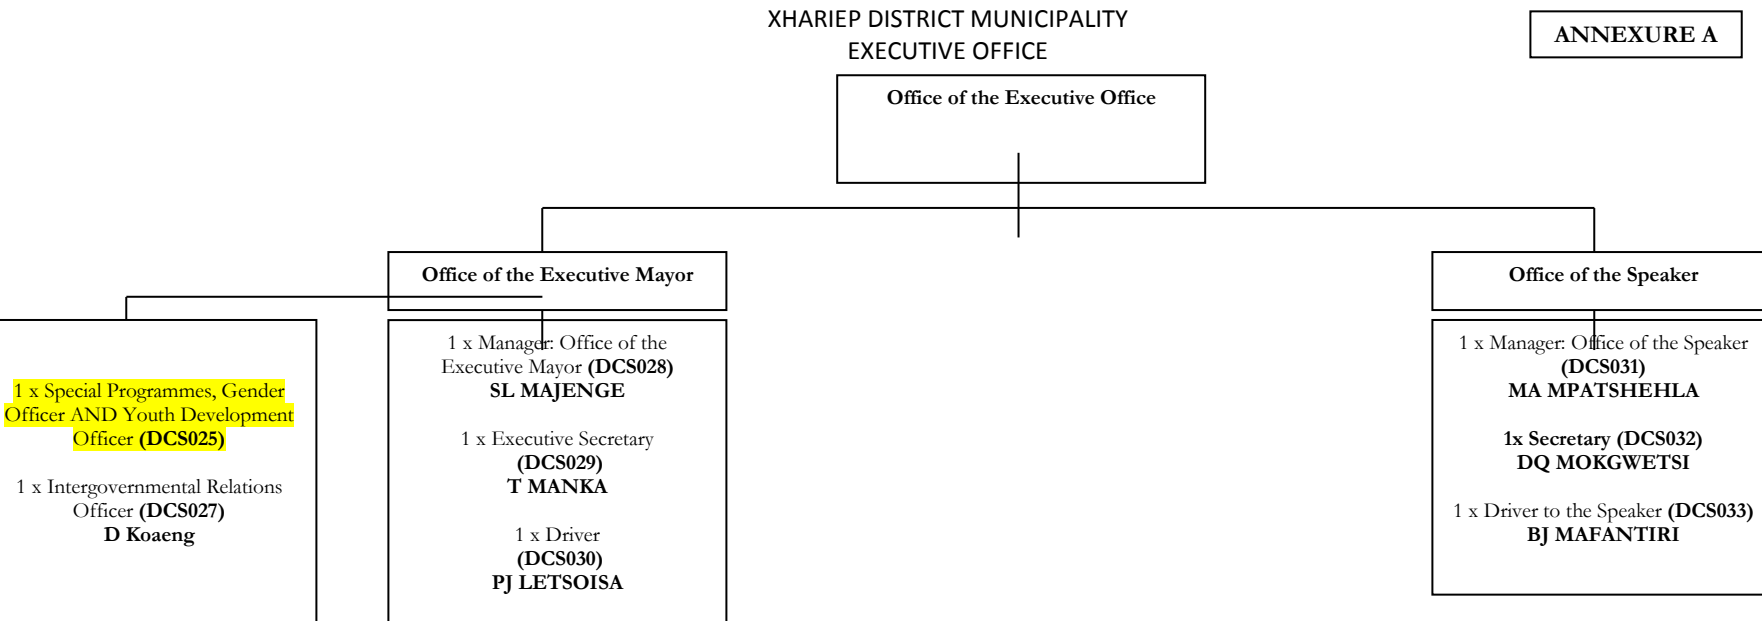 XHARIEP DISTRICT MUNICIPALITY
EXECUTIVE OFFICE
ANNEXURE A
Office of the Executive Office
Office of the Executive Mayor
Office of the Speaker
1 x Special Programmes, Gender
Officer AND Youth Development
Officer (DCS025)
1 x Intergovernmental Relations
Officer (DCS027)
D Koaeng
1 x Manager: Office of the
Executive Mayor (DCS028)
SL MAJENGE
1 x Executive Secretary
(DCS029)
T MANKA
1 x Driver
(DCS030)
PJ LETSOISA
1 x Manager: Office of the Speaker
(DCS031)
MA MPATSHEHLA
1x Secretary (DCS032)
DQ MOKGWETSI
1 x Driver to the Speaker (DCS033)
BJ MAFANTIRI